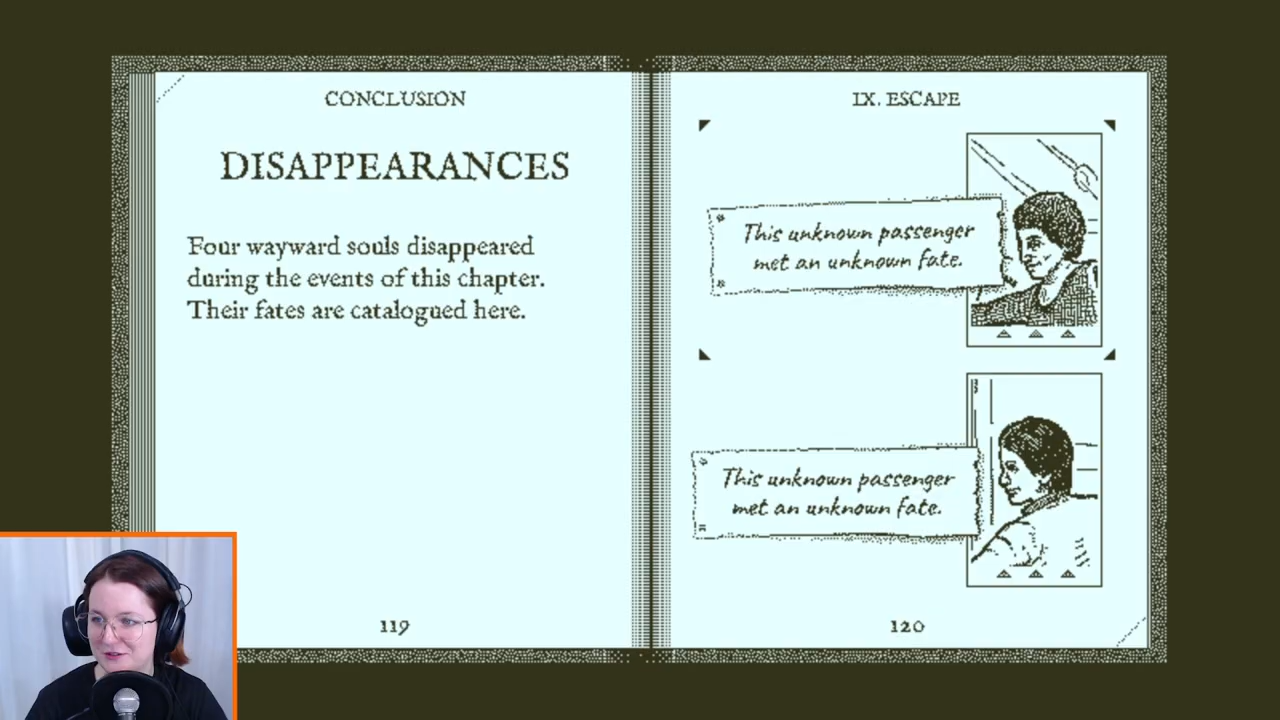 CONCLUSION
DISAPPEARANCES
Four wayward souls disappeared
during the events of this chapter.
Their fates are catalogued here.
119
IX. ESCAPE
This unknown passenger
met an unknown fate.
This unknown passenger
met an unknown fate.
120